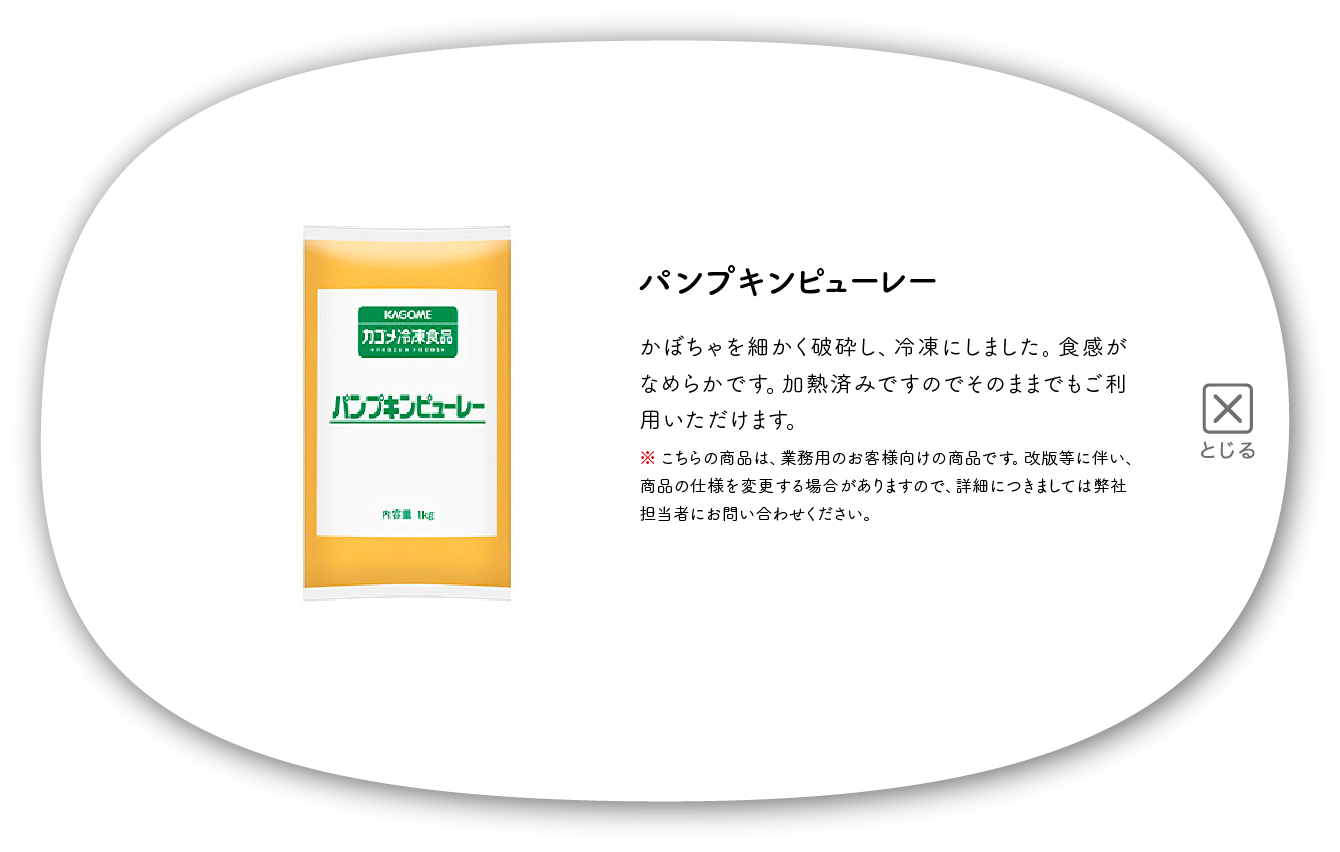 KAGOME
カゴメ冷凍食品
パンプキンピューレー
内容量 1kg
パンプキンピューレー
かぼちゃを細かく破砕し、冷凍にしました。食感が
なめらかです。加熱済みですのでそのままでもご利
用いただけます。
※ こちらの商品は、業務用のお客様向けの商品です。改版等に伴い、
商品の仕様を変更する場合がありますので、詳細につきましては弊社
担当者にお問い合わせください。
とじる